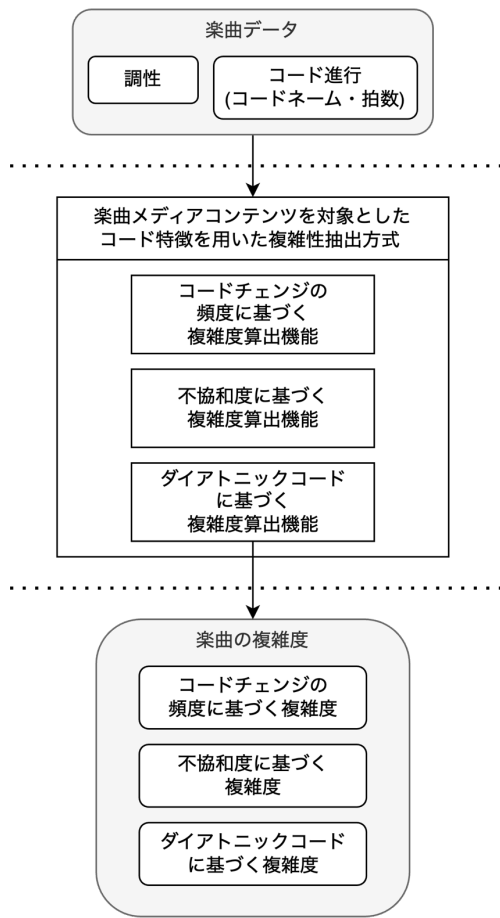 楽曲データ
調性
コード進行
(コードネーム・拍数)
楽曲メディアコンテンツを対象とした
コード特徴を用いた複雑性抽出方式
コードチェンジの
頻度に基づく
複雑度算出機能
不協和度に基づく
複雑度算出機能
ダイアトニックコード
に基づく
複雑度算出機能
楽曲の複雑度
コードチェンジの
頻度に基づく複雑度
不協和度に基づく
複雑度
ダイアトニックコード
に基づく複雑度